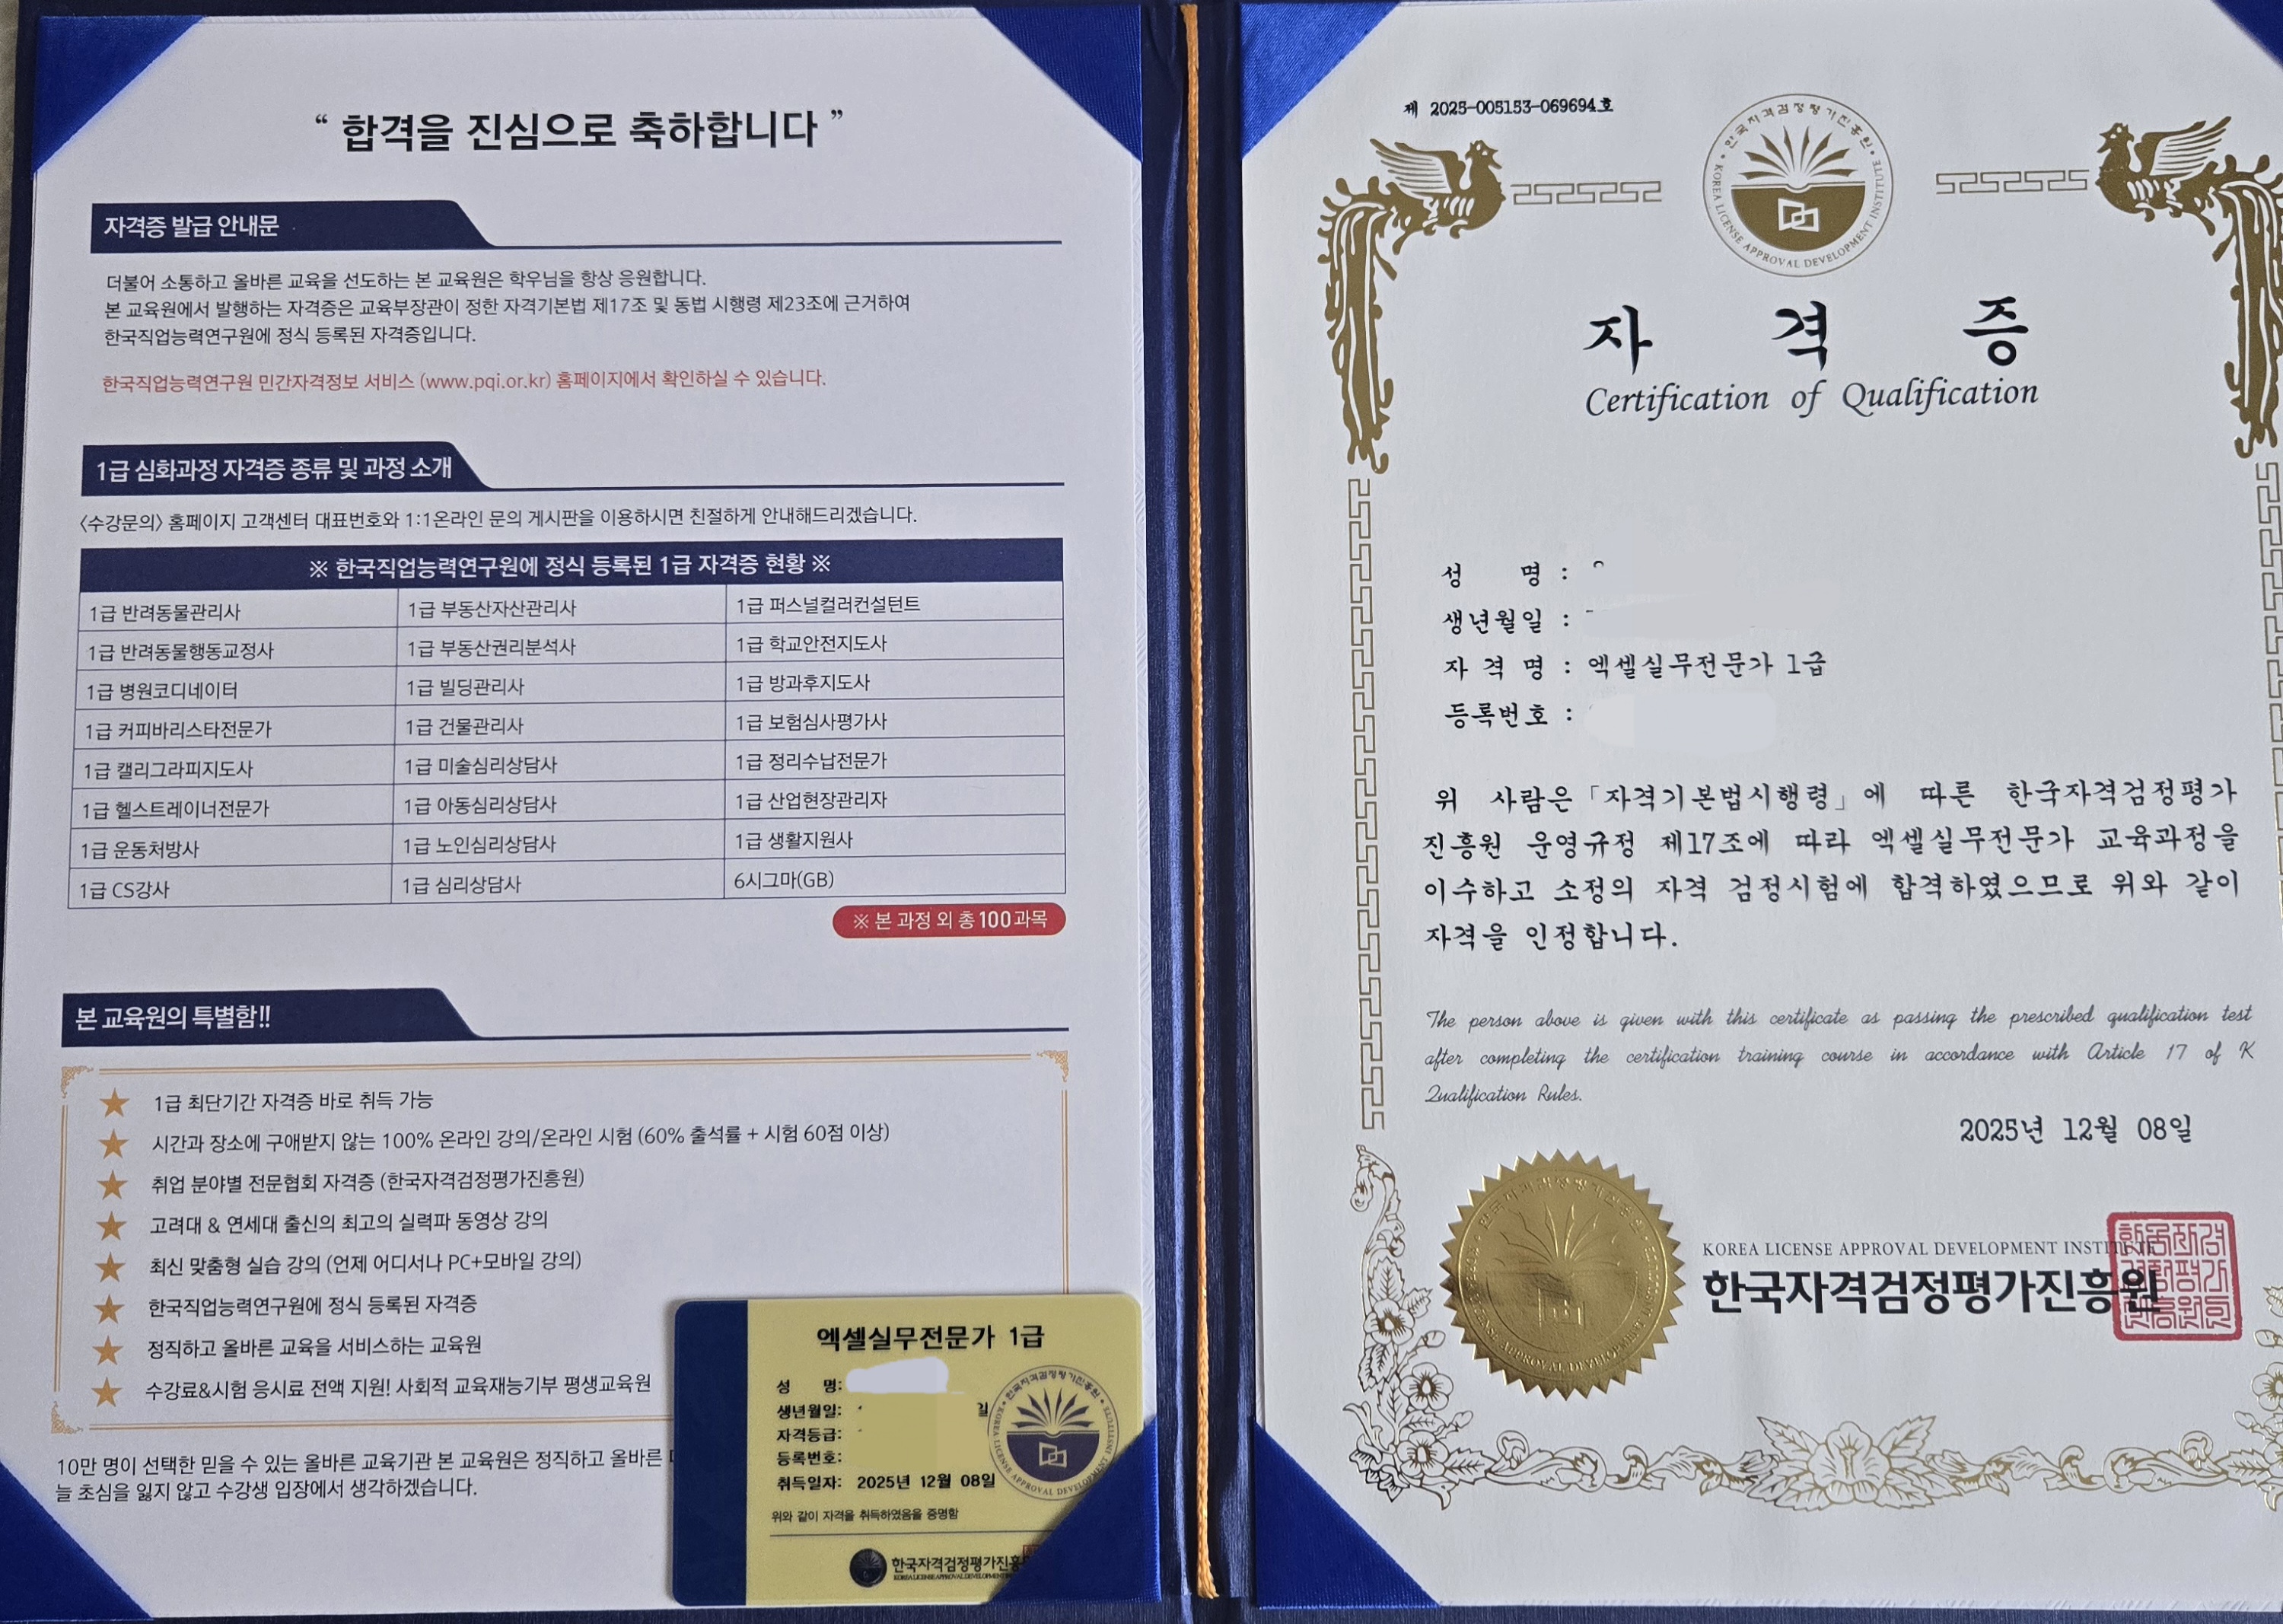 “ 합격을 진심으로 축하합니다 ”
자격증 발급 안내문
더불어 소통하고 올바른 교육을 선도하는 본 교육원은 학우님을 항상 응원합니다.
본 교육원에서 발행하는 자격증은 교육부장관이 정한 자격기본법 제17조 및 동법 시행령 제23조에 근거하여
한국직업능력연구원에 정식 등록된 자격증입니다.
한국직업능력연구원 민간자격정보 서비스 (www.pqi.or.kr) 홈페이지에서 확인하실 수 있습니다.
1급 심화과정 자격증 종류 및 과정 소개
<수강문의> 홈페이지 고객센터 대표번호와 1:1온라인 문의 게시판을 이용하시면 친절하게 안내해드리겠습니다.
※ 한국직업능력연구원에 정식 등록된 1급 자격증 현황 ※
1급 반려동물관리사 1급 부동산자산관리사 1급 퍼스널컬러컨설턴트
1급 반려동물행동교정사 1급 부동산권리분석사 1급 학교안전지도사
1급 병원코디네이터 1급 빌딩관리사 1급 방과후지도사
1급 커피바리스타전문가 1급 건물관리사 1급 보험심사평가사
1급 캘리그라피지도사 1급 미술심리상담사 1급 정리수납전문가
1급 헬스트레이너전문가 1급 아동심리상담사 1급 산업현장관리자
1급 운동처방사 1급 노인심리상담사 1급 생활지원사
1급 CS강사 1급 심리상담사 6시그마(GB)
※ 본 과정 외 총 100과목
본 교육원의 특별함!!
★ 1급 최단기간 자격증 바로 취득 가능
★ 시간과 장소에 구애받지 않는 100% 온라인 강의/온라인 시험 (60% 출석률 + 시험 60점 이상)
★ 취업 분야별 전문협회 자격증 (한국자격검정평가진흥원)
★ 고려대 & 연세대 출신의 최고의 실력파 동영상 강의
★ 최신 맞춤형 실습 강의 (언제 어디서나 PC+모바일 강의)
★ 한국직업능력연구원에 정식 등록된 자격증
★ 정직하고 올바른 교육을 서비스하는 교육원
★ 수강료&시험 응시료 전액 지원! 사회적 교육재능기부 평생교육원
10만 명이 선택한 믿을 수 있는 올바른 교육기관 본 교육원은 정직하고 올바른
늘 초심을 잃지 않고 수강생 입장에서 생각하겠습니다.
엑셀실무전문가 1급
성 명:
생년월일: 일
자격등급:
등록번호:
취득일자: 2025년 12월 08일
위와 같이 자격을 취득하였음을 증명함
한국자격검정평가진흥
한국자격검정평가진흥원
KOREA LICENSE APPROVAL DEVELOPMENT INSTITUTE
제 2025-005153-069694호
한국자격검정평가진흥원
KOREA LICENSE APPROVAL DEVELOPMENT INSTITUTE
자 격 증
Certification of Qualification
성 명 :
생년월일 :
자 격 명 : 엑셀실무전문가 1급
등록번호 :
위 사람은 「자격기본법시행령」에 따른 한국자격검정평가
진흥원 운영규정 제17조에 따라 엑셀실무전문가 교육과정을
이수하고 소정의 자격 검정시험에 합격하였으므로 위와 같이
자격을 인정합니다.
The person above is given with this certificate as passing the prescribed qualification test
after completing the certification training course in accordance with Article 17 of K
Qualification Rules.
2025년 12월 08일
KOREA LICENSE APPROVAL DEVELOPMENT INSTITUTE
한국자격검정평가진흥원